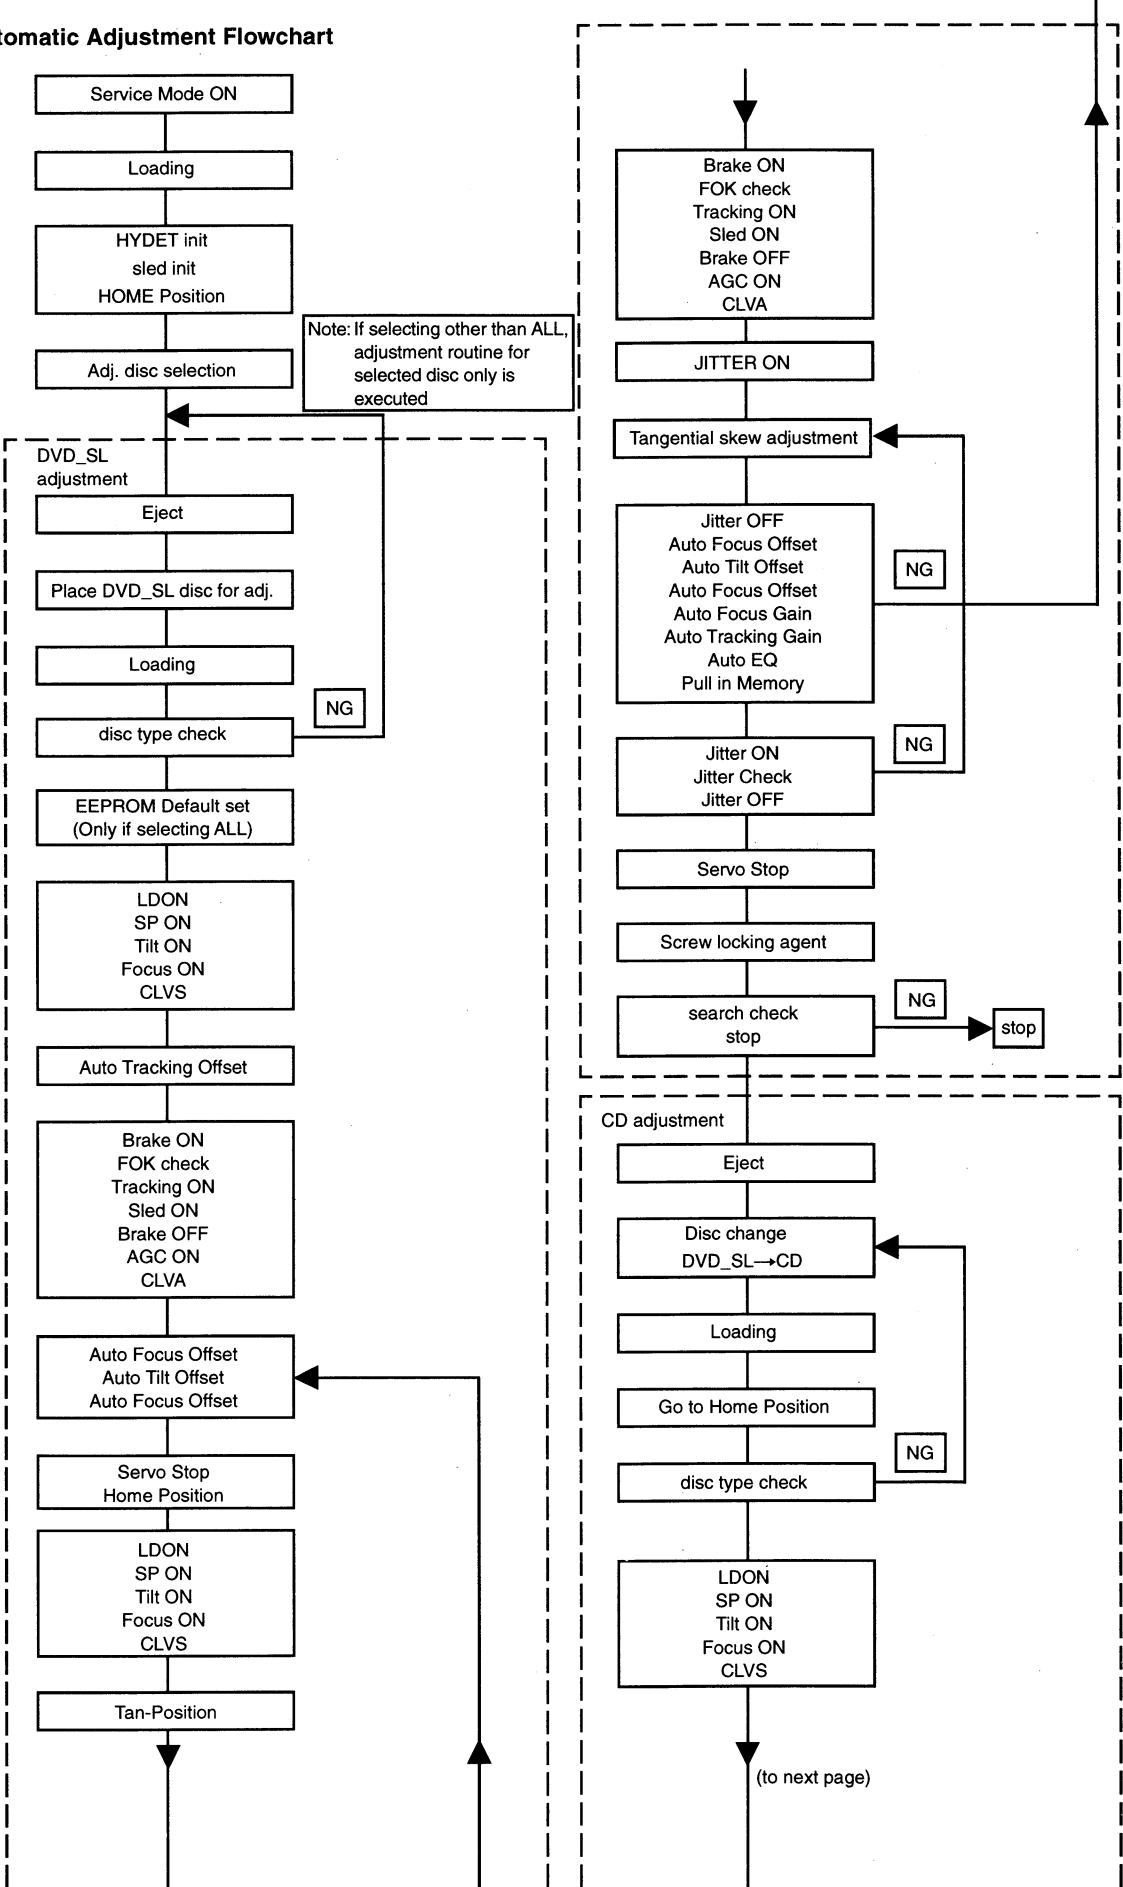 tomatic Adjustment Flowchart
Service Mode ON
Loading
HYDET init
sled init
HOME Position
Adj. disc selection
Note: If selecting other than ALL,
adjustment routine for
selected disc only is
executed
DVD_SL
adjustment
Eject
Place DVD_SL disc for adj.
Loading
NG
disc type check
EEPROM Default set
(Only if selecting ALL)
LDON
SP ON
Tilt ON
Focus ON
CLVS
Auto Tracking Offset
Brake ON
FOK check
Tracking ON
Sled ON
Brake OFF
AGC ON
CLVA
Auto Focus Offset
Auto Tilt Offset
Auto Focus Offset
Servo Stop
Home Position
LDON
SP ON
Tilt ON
Focus ON
CLVS
Tan-Position
Brake ON
FOK check
Tracking ON
Sled ON
Brake OFF
AGC ON
CLVA
JITTER ON
Tangential skew adjustment
Jitter OFF
Auto Focus Offset
Auto Tilt Offset
Auto Focus Offset
Auto Focus Gain
Auto Tracking Gain
Auto EQ
Pull in Memory
NG
Jitter ON
Jitter Check
Jitter OFF
NG
Servo Stop
Screw locking agent
search check
stop
NG
stop
CD adjustment
Eject
Disc change
DVD_SL→CD
Loading
Go to Home Position
NG
disc type check
LDON
SP ON
Tilt ON
Focus ON
CLVS
(to next page)